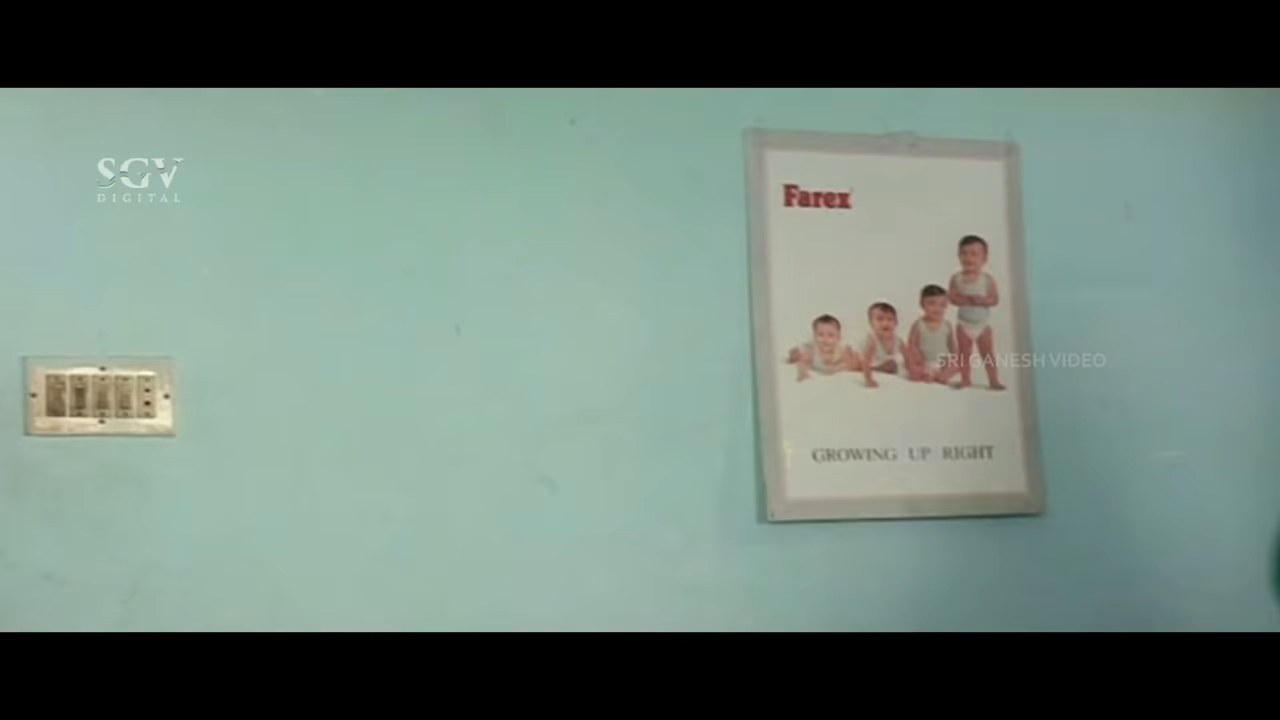 SGV
DIGITAL
Farex
SRI GANESH VIDEO
GROWING UP RIGHT